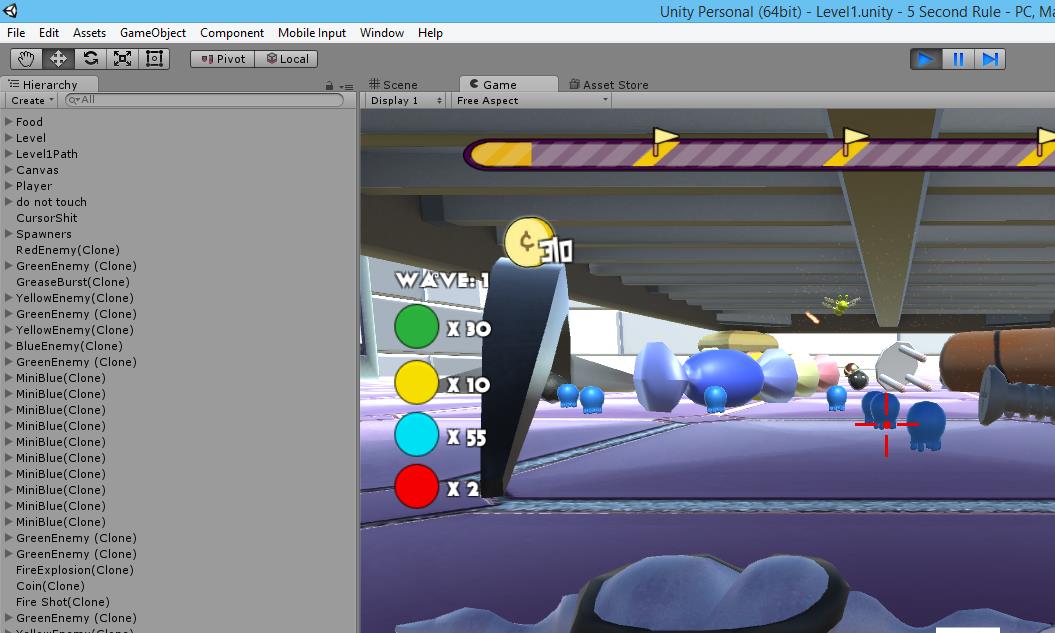 Unity Personal (64bit) - Level1.unity - 5 Second Rule - PC, Ma
File Edit Assets GameObject Component Mobile Input Window Help
Pivot Local
Hierarchy
Scene Game Asset Store
Create All
Display 1 Free Aspect
Food
Level
Level1Path
Canvas
Player
do not touch
CursorShit
Spawners
RedEnemy(Clone)
GreenEnemy (Clone)
GreaseBurst(Clone)
YellowEnemy(Clone)
GreenEnemy (Clone)
YellowEnemy(Clone)
BlueEnemy(Clone)
GreenEnemy (Clone)
MiniBlue(Clone)
MiniBlue(Clone)
MiniBlue(Clone)
MiniBlue(Clone)
MiniBlue(Clone)
MiniBlue(Clone)
MiniBlue(Clone)
MiniBlue(Clone)
MiniBlue(Clone)
MiniBlue(Clone)
GreenEnemy (Clone)
GreenEnemy (Clone)
FireExplosion(Clone)
Coin(Clone)
Fire Shot(Clone)
GreenEnemy (Clone)
YellowEnemy(Clone)
¢ 310
WAVE: 1
X 30
X 10
X 55
X 2